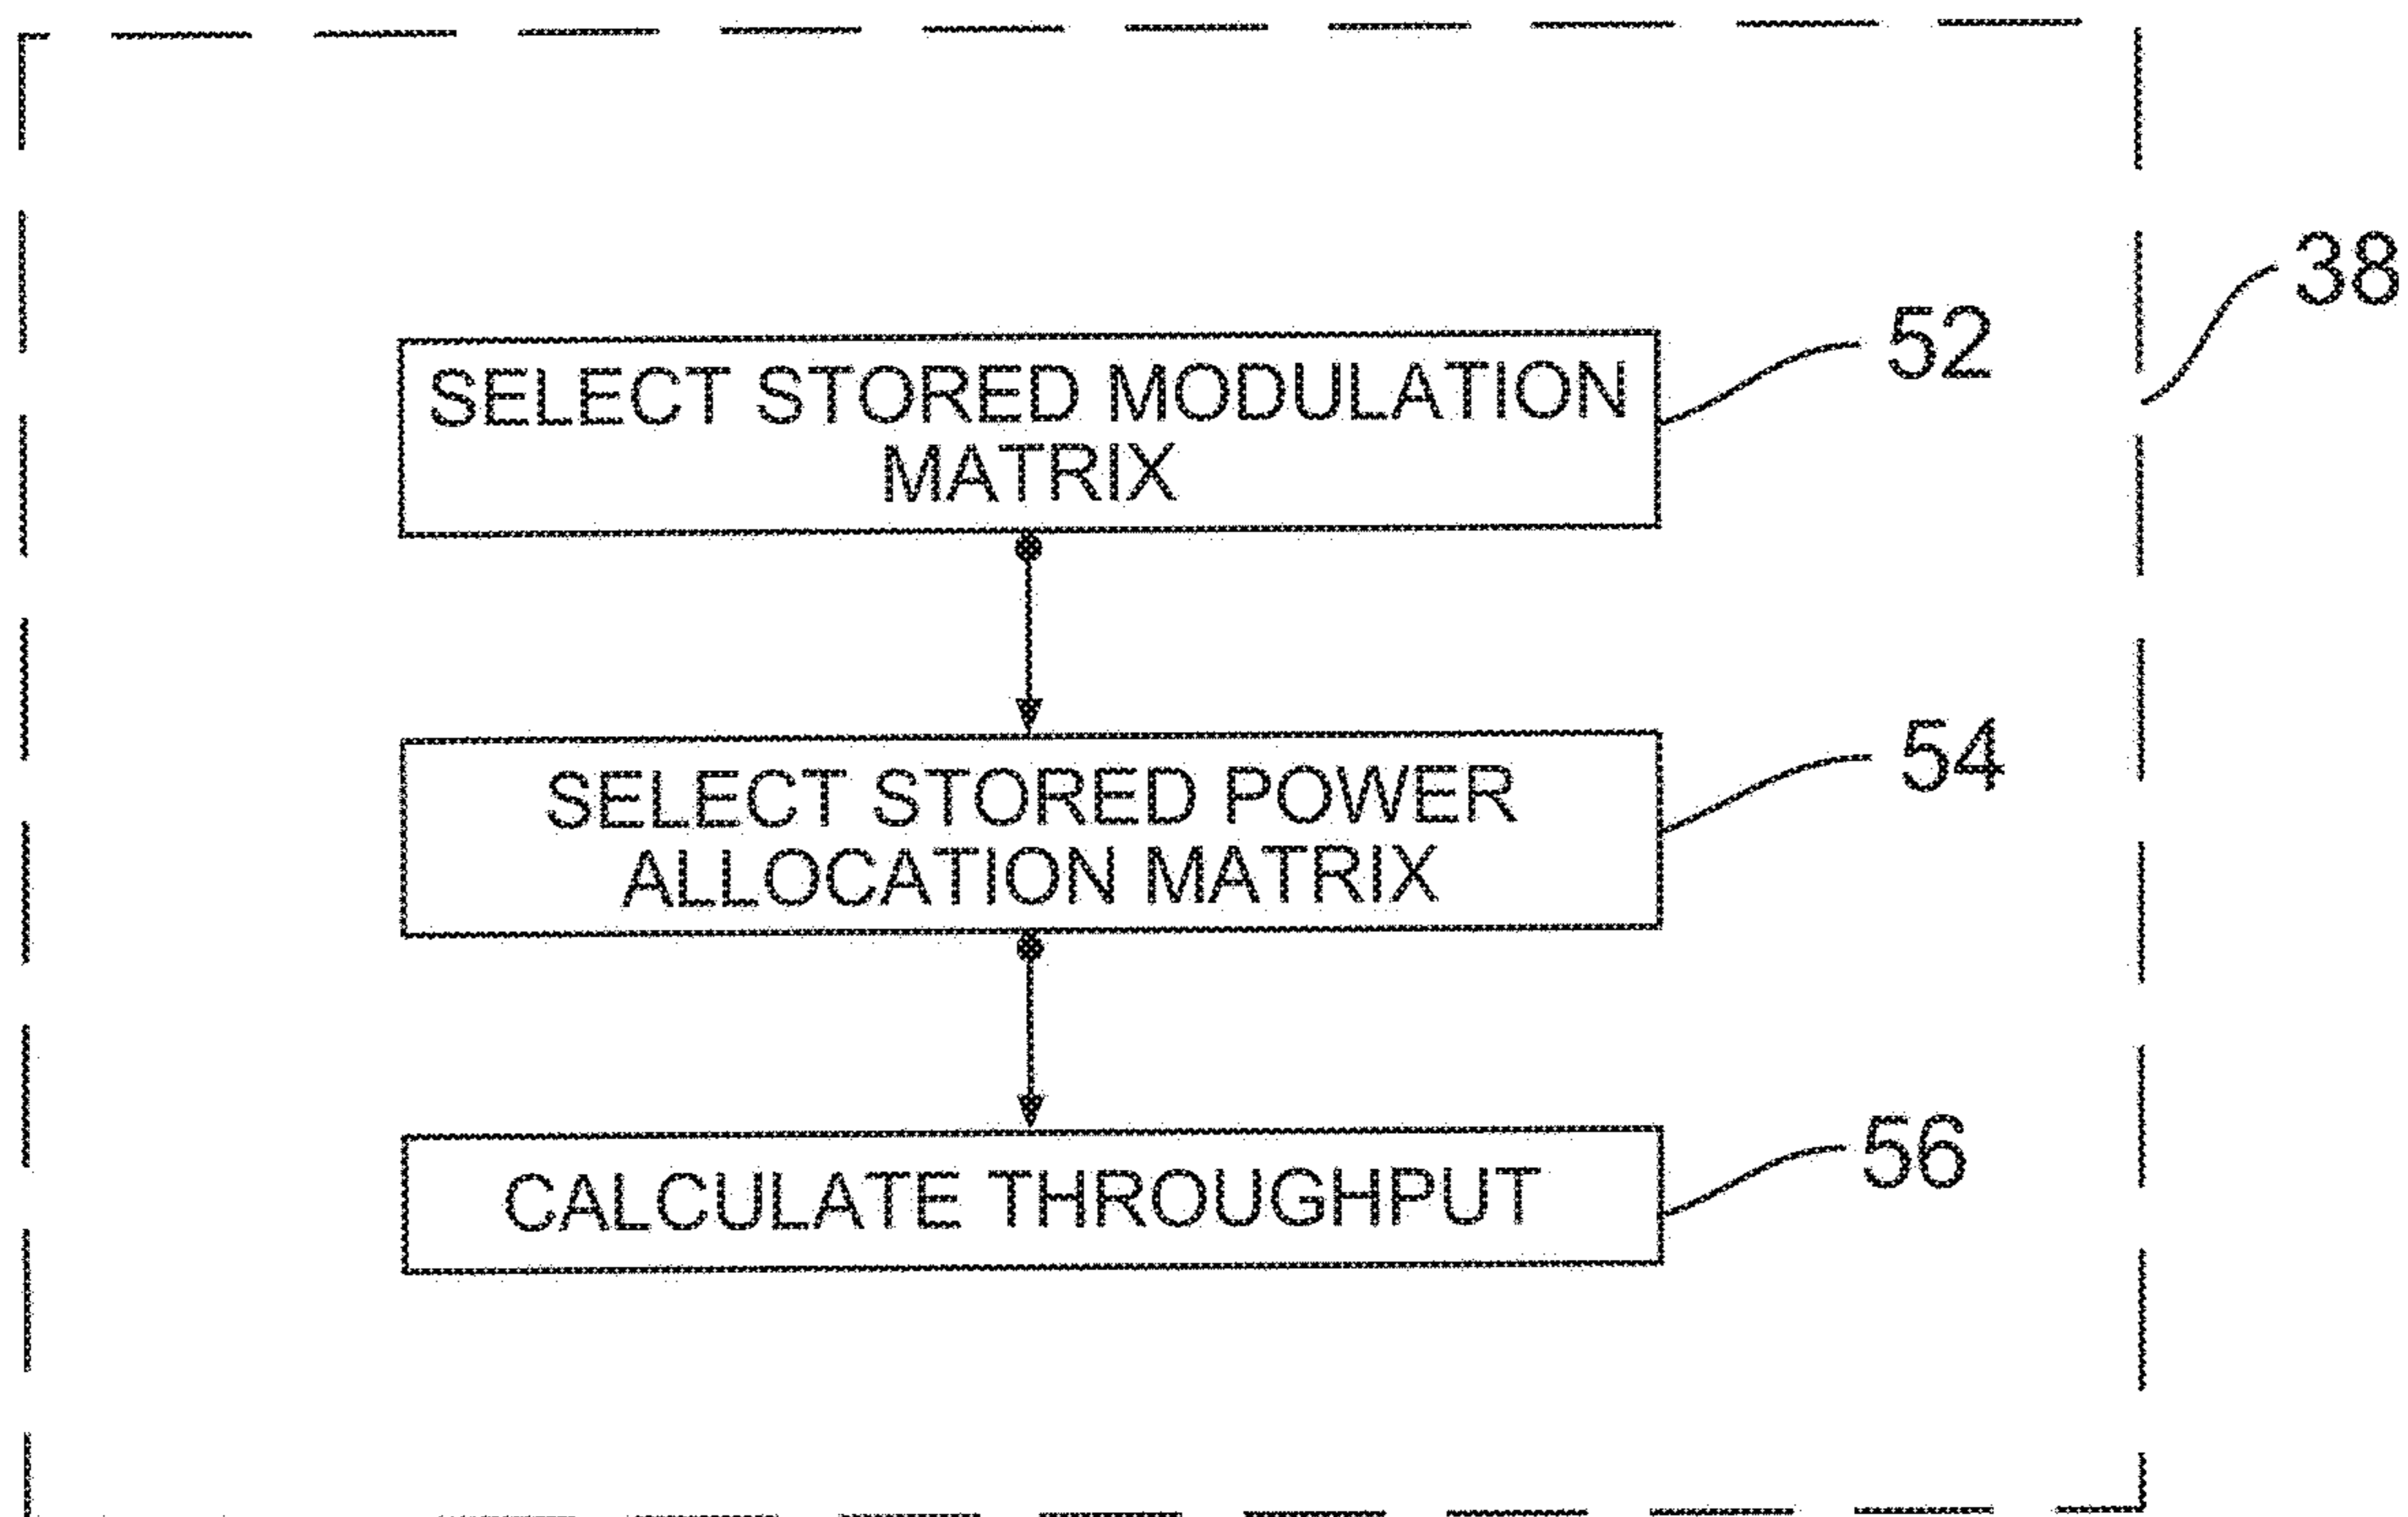 38
SELECT STORED MODULATION
MATRIX
52
SELECT STORED POWER
ALLOCATION MATRIX
54
CALCULATE THROUGHPUT
56